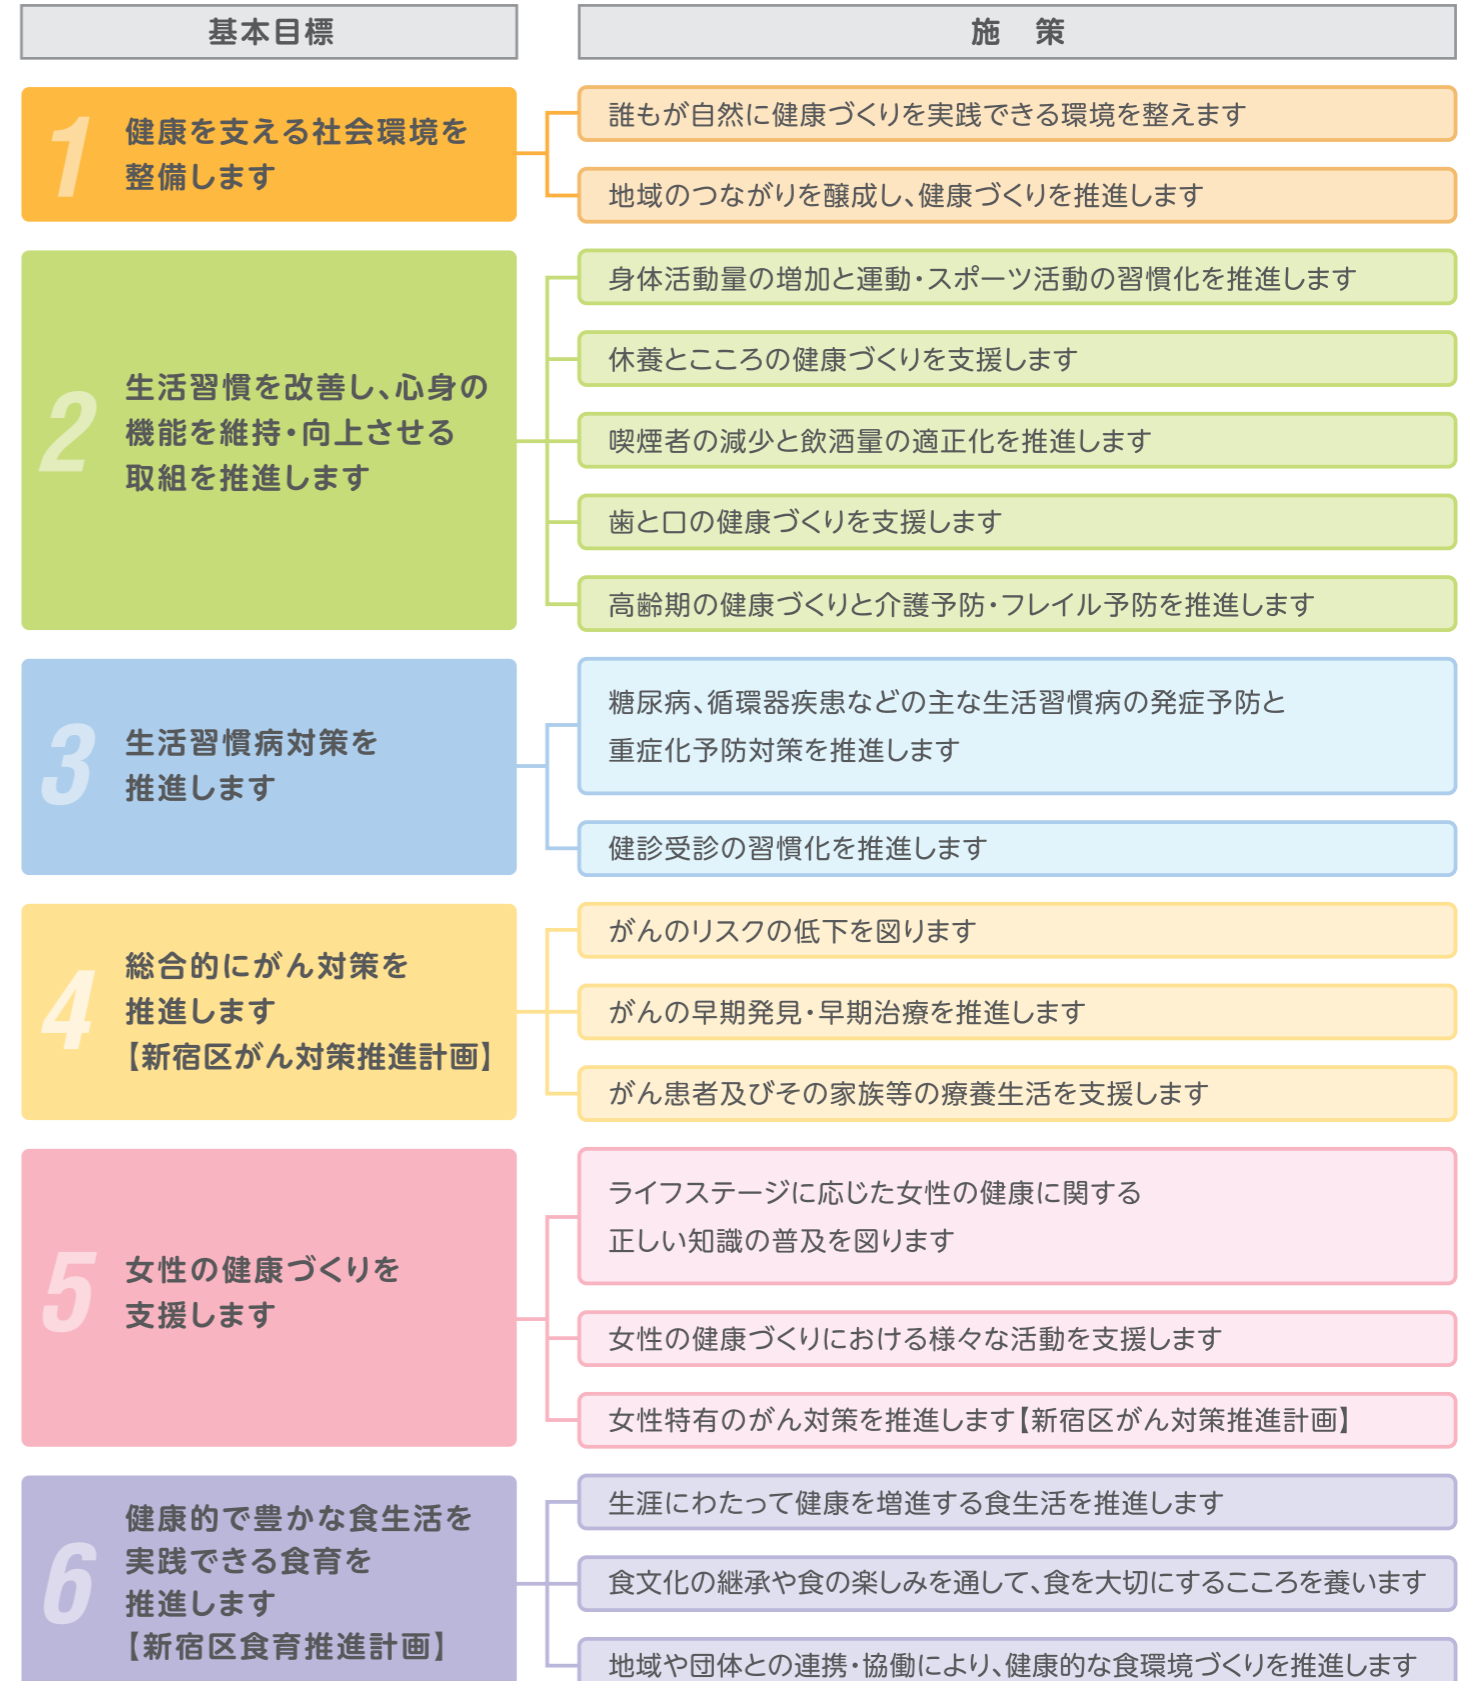 基本目標
施　策
1
健康を支える社会環境を
整備します
誰もが自然に健康づくりを実践できる環境を整えます
地域のつながりを醸成し、健康づくりを推進します
2
生活習慣を改善し、心身の
機能を維持・向上させる
取組を推進します
身体活動量の増加と運動・スポーツ活動の習慣化を推進します
休養とこころの健康づくりを支援します
喫煙者の減少と飲酒量の適正化を推進します
歯と口の健康づくりを支援します
高齢期の健康づくりと介護予防・フレイル予防を推進します
3
生活習慣病対策を
推進します
糖尿病、循環器疾患などの主な生活習慣病の発症予防と
重症化予防対策を推進します
健診受診の習慣化を推進します
4
総合的にがん対策を
推進します
【新宿区がん対策推進計画】
がんのリスクの低下を図ります
がんの早期発見・早期治療を推進します
がん患者及びその家族等の療養生活を支援します
5
女性の健康づくりを
支援します
ライフステージに応じた女性の健康に関する
正しい知識の普及を図ります
女性の健康づくりにおける様々な活動を支援します
女性特有のがん対策を推進します【新宿区がん対策推進計画】
6
健康的で豊かな食生活を
実践できる食育を
推進します
【新宿区食育推進計画】
生涯にわたって健康を増進する食生活を推進します
食文化の継承や食の楽しみを通して、食を大切にするこころを養います
地域や団体との連携・協働により、健康的な食環境づくりを推進します